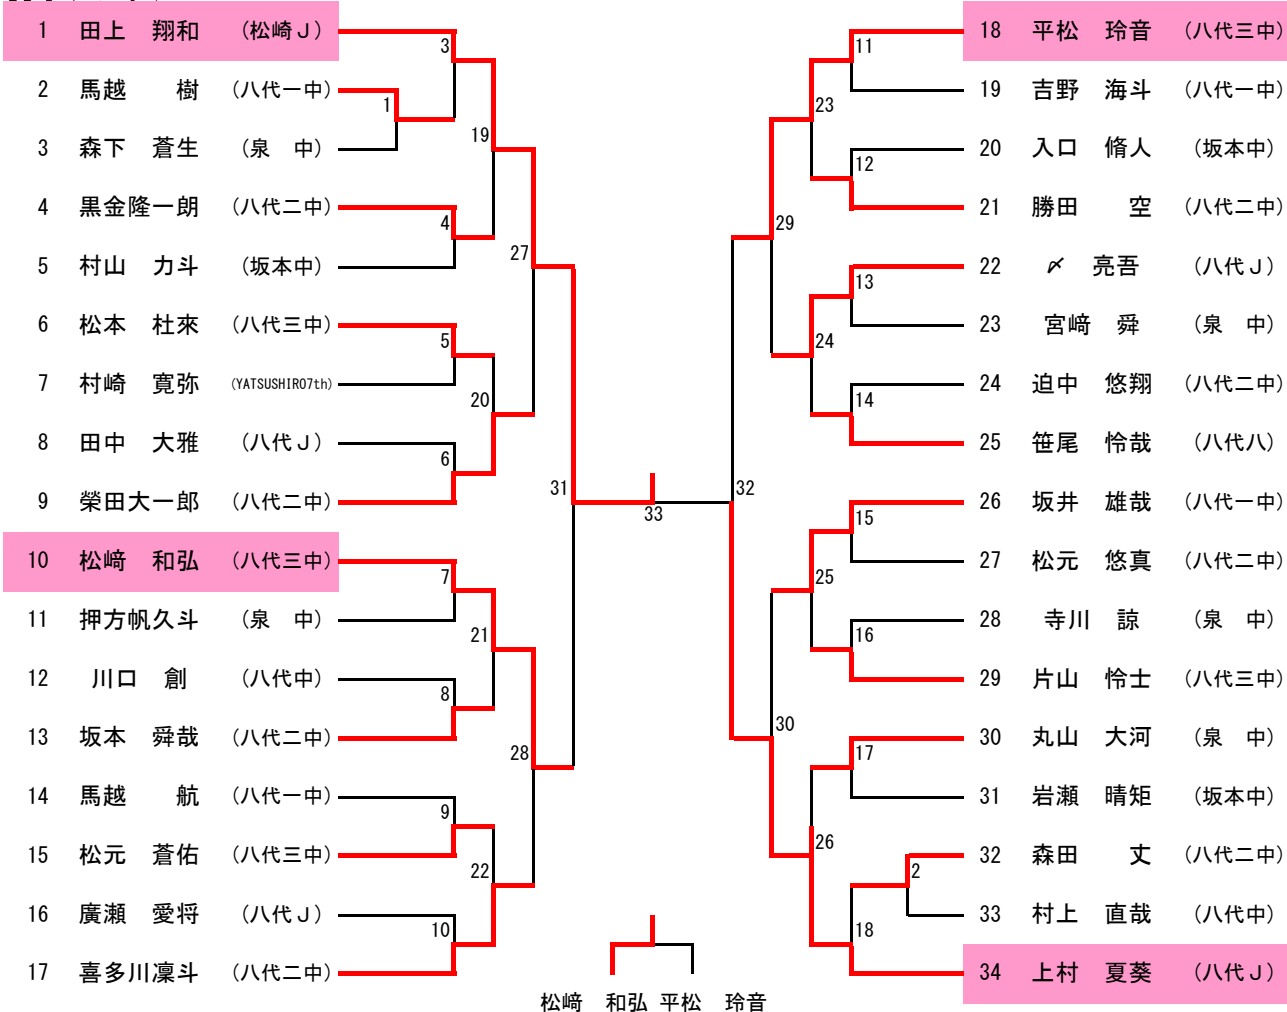 1 田上 翔和 (松崎J)
2 馬越 樹 (八代一中)
3 森下 蒼生 (泉 中)
4 黒金隆一朗 (八代二中)
5 村山 力斗 (坂本中)
6 松本 杜來 (八代三中)
7 村崎 寛弥 (YATSUSHIRO7th)
8 田中 大雅 (八代J)
9 榮田大一郎 (八代二中)
10 松﨑 和弘 (八代三中)
11 押方帆久斗 (泉 中)
12 川口 創 (八代中)
13 坂本 舜哉 (八代二中)
14 馬越 航 (八代一中)
15 松元 蒼佑 (八代三中)
16 廣瀬 愛将 (八代J)
17 喜多川凜斗 (八代二中)
3
1
19
4
27
5
20
6
31
7
21
8
28
9
22
10
33
11
23
12
29
13
24
14
32
15
25
16
30
17
26
2
18
18 平松 玲音 (八代三中)
19 吉野 海斗 (八代一中)
20 入口 脩人 (坂本中)
21 勝田 空 (八代二中)
22 〆 亮吾 (八代J)
23 宮﨑 舜 (泉 中)
24 迫中 悠翔 (八代二中)
25 笹尾 怜哉 (八代八)
26 坂井 雄哉 (八代一中)
27 松元 悠真 (八代二中)
28 寺川 諒 (泉 中)
29 片山 怜士 (八代三中)
30 丸山 大河 (泉 中)
31 岩瀬 晴矩 (坂本中)
32 森田 丈 (八代二中)
33 村上 直哉 (八代中)
34 上村 夏葵 (八代J)
松﨑 和弘 平松 玲音